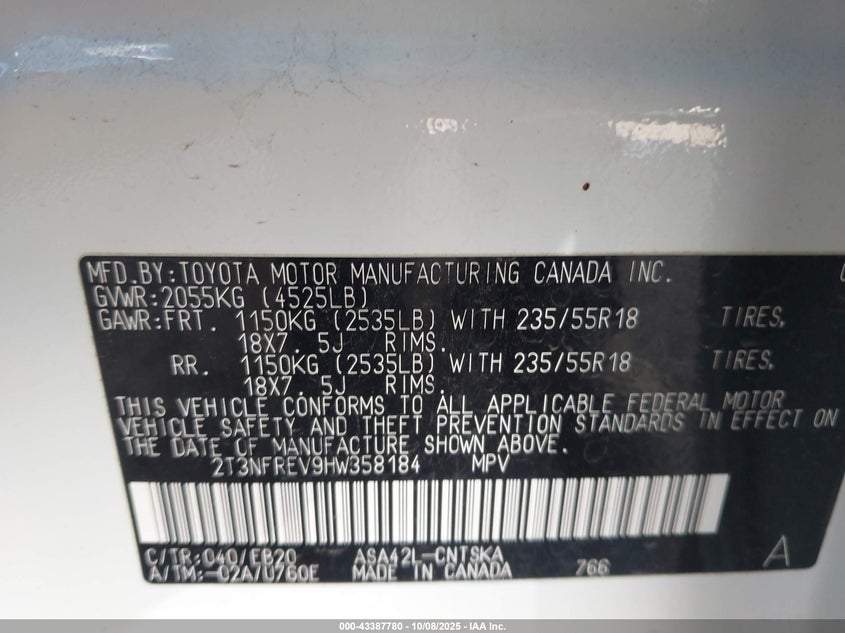 MFD.BY:TOYOTA MOTOR MANUFACTURING CANADA INC.
GVWR:2055KG (4525LB)
GAWR:FRT. 1150KG (2535LB) WITH 235/55R18 TIRES.
18X7.5J RIMS.
RR. 1150KG (2535LB) WITH 235/55R18 TIRES.
18X7.5J RIMS.
THIS VEHICLE CONFORMS TO ALL APPLICABLE FEDERAL MOTOR
VEHICLE SAFETY AND THEFT PREVENTION STANDARDS IN EFFECT ON
THE DATE OF MANUFACTURE SHOWN ABOVE.
2T3NFREV9HW358184 MPV
C/TR:040/EB20 ASA42L-CNTSKA 766 A
A/TM:-02A/U760E MADE IN CANADA
000-43387780 - 10/08/2025 - IAA Inc.